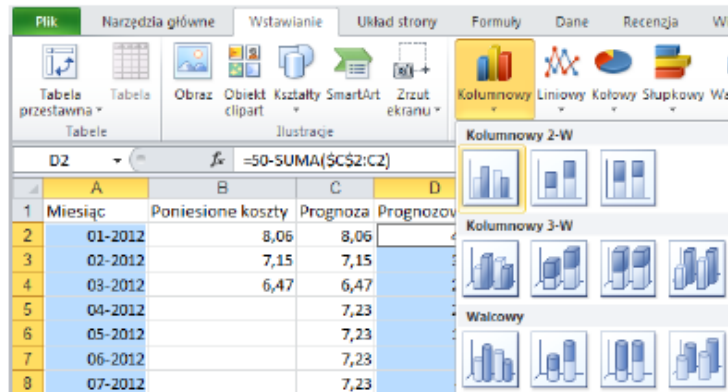 Plik Narzędzia główne Wstawianie Układ strony Formuły Dane Recenzja
Tabela przestawna Tabela Obraz Obiekt clipart Kształty SmartArt Zrzut ekranu Kolumnowy Liniowy Kołowy Słupkowy
Tabele Ilustracje
Kolumnowy 2-W
D2 fx =50-SUMA($C$2:C2)
A B C D
1 Miesiąc Poniesione koszty Prognoza
2 01-2012 8,06 8,06
Kolumnowy 3-W
3 02-2012 7,15 7,15
4 03-2012 6,47 6,47
5 04-2012 7,23
Walcowy
6 05-2012 7,23
7 06-2012 7,23
8 07-2012 7,23